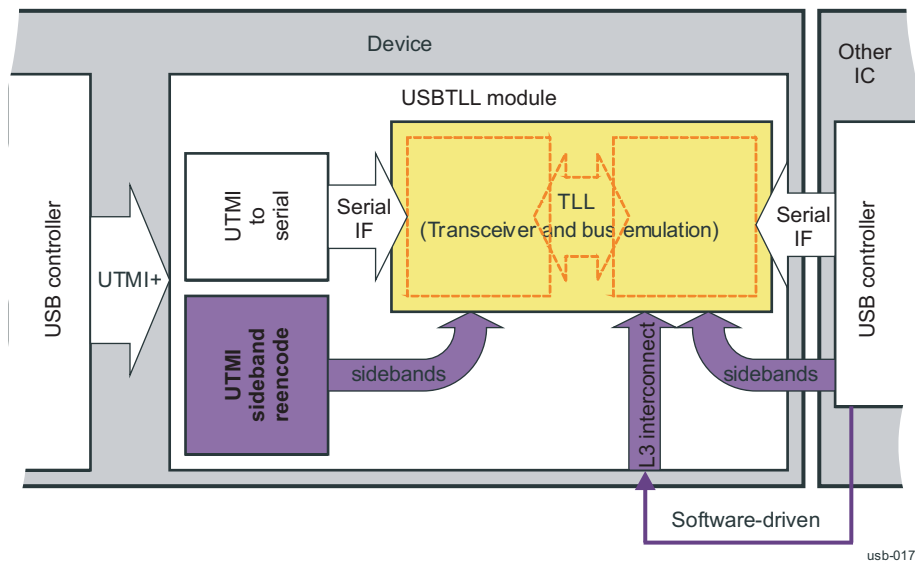 Device
Other
IC
USBTLL module
USB controller
UTMI+
UTMI
to
serial
Serial
IF
TLL
(Transceiver and bus emulation)
Serial
IF
USB controller
UTMI
sideband
reencode
sidebands
L3 interconnect
sidebands
Software-driven
usb-017